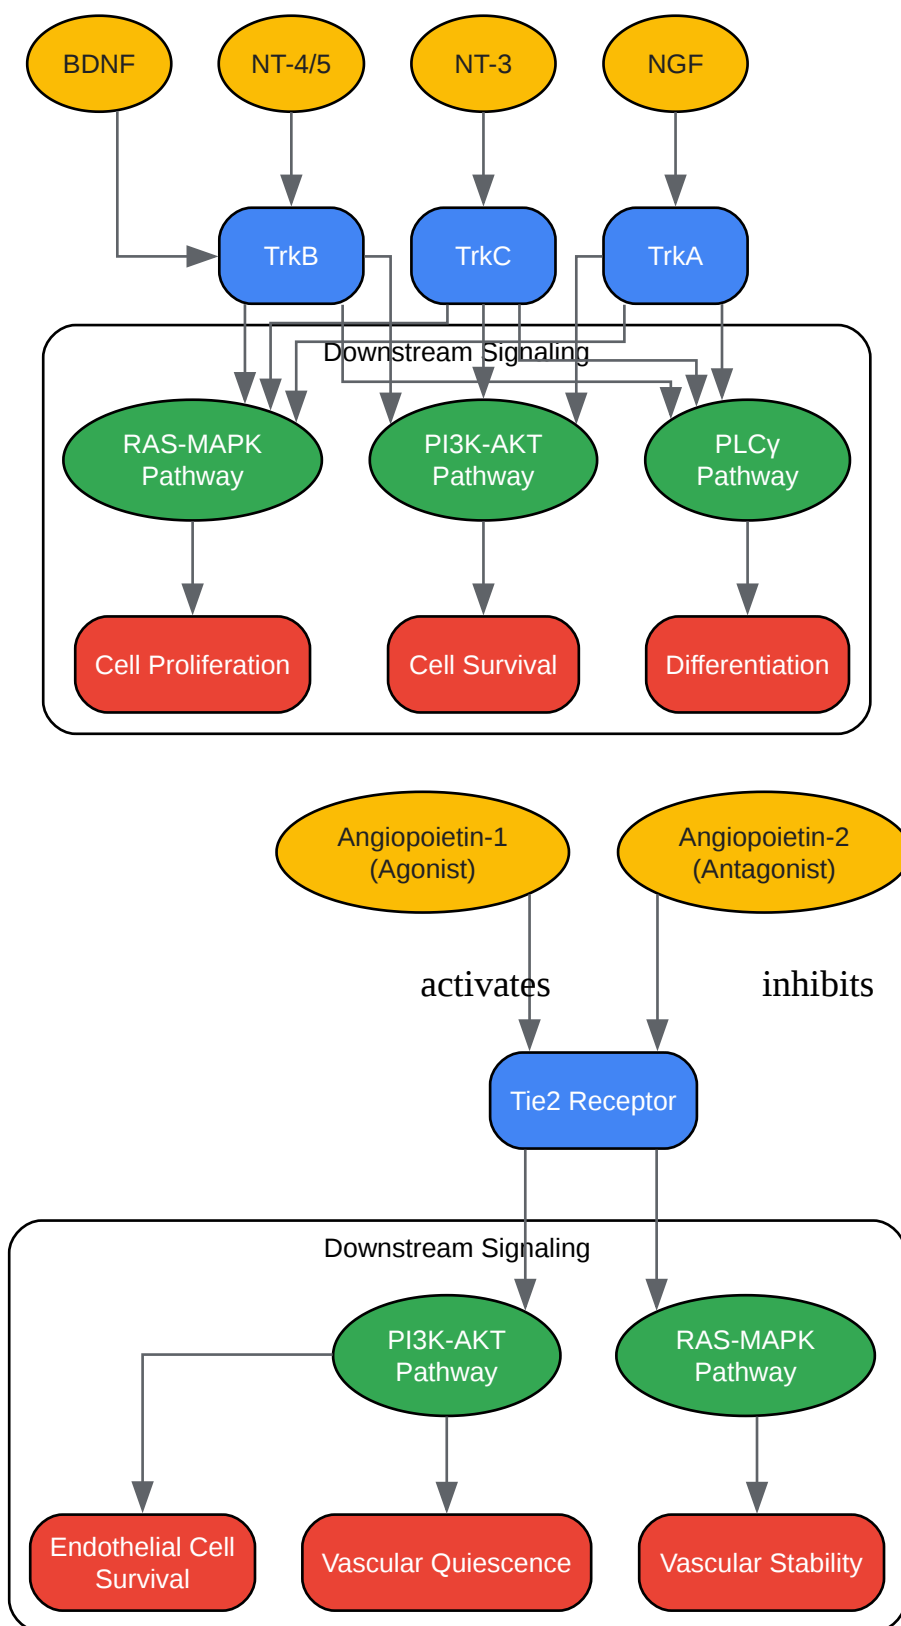 BDNF
NT-4/5
NT-3
NGF
TrkB
TrkC
TrkA
Downstream Signaling
RAS-MAPK
Pathway
PI3K-AKT
Pathway
PLCγ
Pathway
Cell Proliferation
Cell Survival
Differentiation
Angiopoietin-1
(Agonist)
Angiopoietin-2
(Antagonist)
activates
inhibits
Tie2 Receptor
Downstream Signaling
PI3K-AKT
Pathway
RAS-MAPK
Pathway
Endothelial Cell
Survival
Vascular Quiescence
Vascular Stability